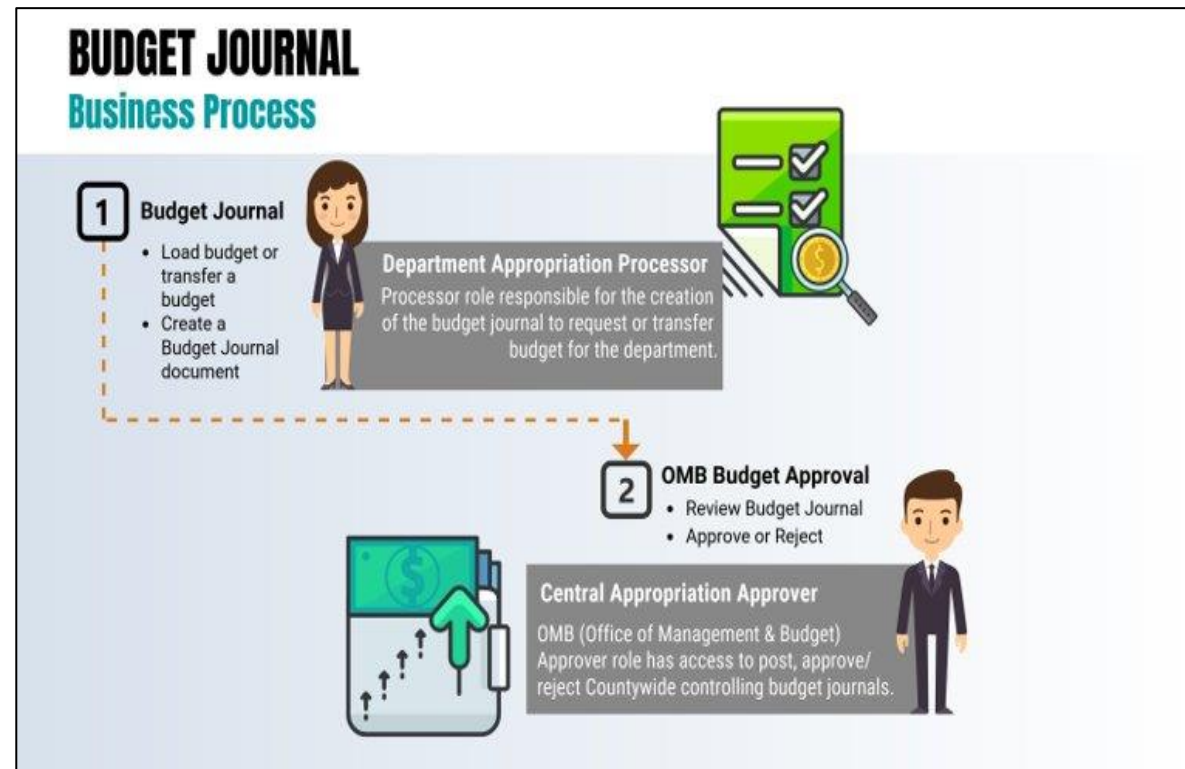 BUDGET JOURNAL
Business Process
1
Budget Journal
• Load budget or
transfer a
budget
• Create a
Budget Journal
document
Department Appropriation Processor
Processor role responsible for the creation
of the budget journal to request or transfer
budget for the department.
2
OMB Budget Approval
• Review Budget Journal
• Approve or Reject
Central Appropriation Approver
OMB (Office of Management & Budget)
Approver role has access to post, approve/
reject Countywide controlling budget journals.